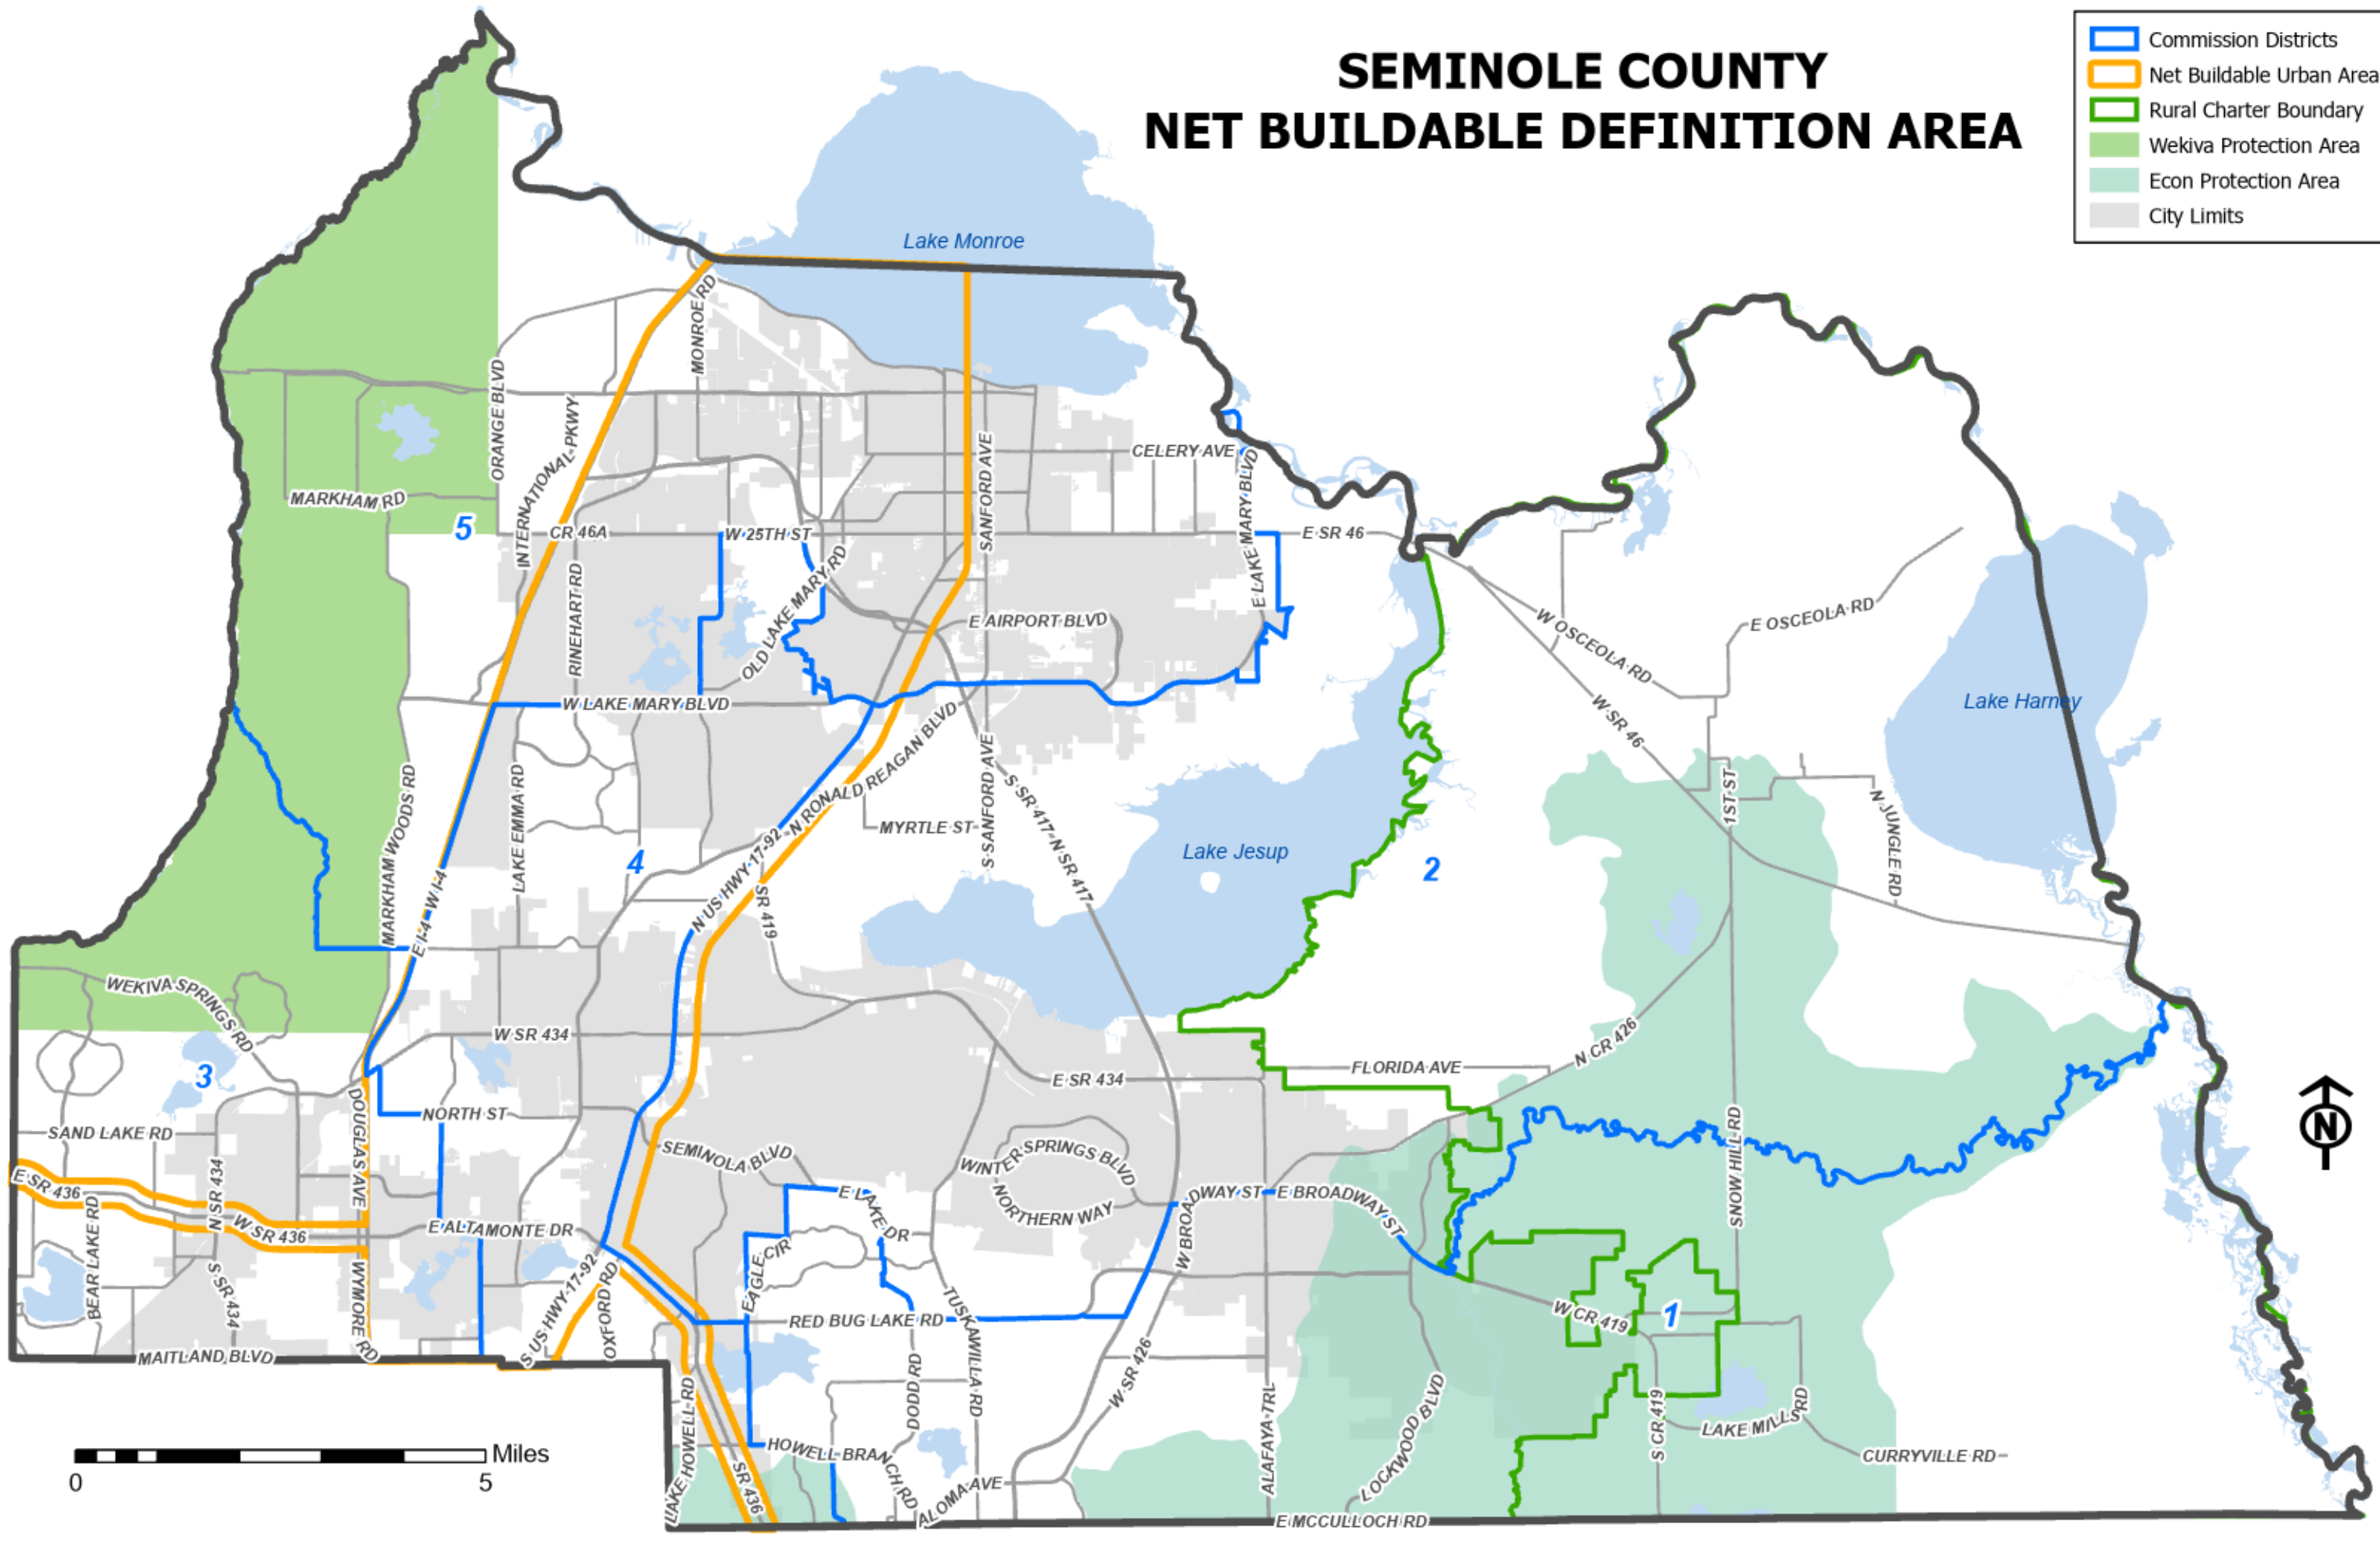 SEMINOLE COUNTY
NET BUILDABLE DEFINITION AREA
Commission Districts
Net Buildable Urban Area
Rural Charter Boundary
Wekiva Protection Area
Econ Protection Area
City Limits
Lake Monroe
MONROE RD
ORANGE BLVD
INTERNATIONAL PKWY
MARKHAM RD
5
CR 46A
W 25TH ST
SANFORD AVE
CELERY AVE
E LAKE MARY BLVD
E SR 46
RINEHART RD
OLD LAKE MARY RD
E AIRPORT BLVD
W OSCEOLA RD
E OSCEOLA RD
W SR 46
Lake Harney
W LAKE MARY BLVD
N RONALD REAGAN BLVD
S SANFORD AVE
S SR 417
N SR 417
MARKHAM WOODS RD
LAKE EMMA RD
E I-4
W I-4
4
N US HWY 17-92
MYRTLE ST
SR 419
Lake Jesup
2
1ST ST
N JUNGLE RD
WEKIVA SPRINGS RD
W SR 434
3
E SR 434
FLORIDA AVE
N CR 426
SNOW HILL RD
DOUGLAS AVE
NORTH ST
SAND LAKE RD
SEMINOLA BLVD
WINTER SPRINGS BLVD
NORTHERN WAY
E SR 436
N SR 434
W SR 436
BEAR LAKE RD
S SR 434
WYMORE RD
E ALTAMONTE DR
E LAKE DR
EAGLE CIR
W BROADWAY ST
E BROADWAY ST
S US HWY 17-92
OXFORD RD
RED BUG LAKE RD
TUSKAWILLA RD
DODD RD
W SR 426
W CR 419
1
MAITLAND BLVD
LAKE HOWELL RD
HOWELL BRANCH RD
SR 436
ALOMA AVE
ALAFAYA TRL
LOCKWOOD BLVD
S CR 419
LAKE MILLS RD
CURRYVILLE RD
E MCCULLOCH RD
N
Miles
0
5